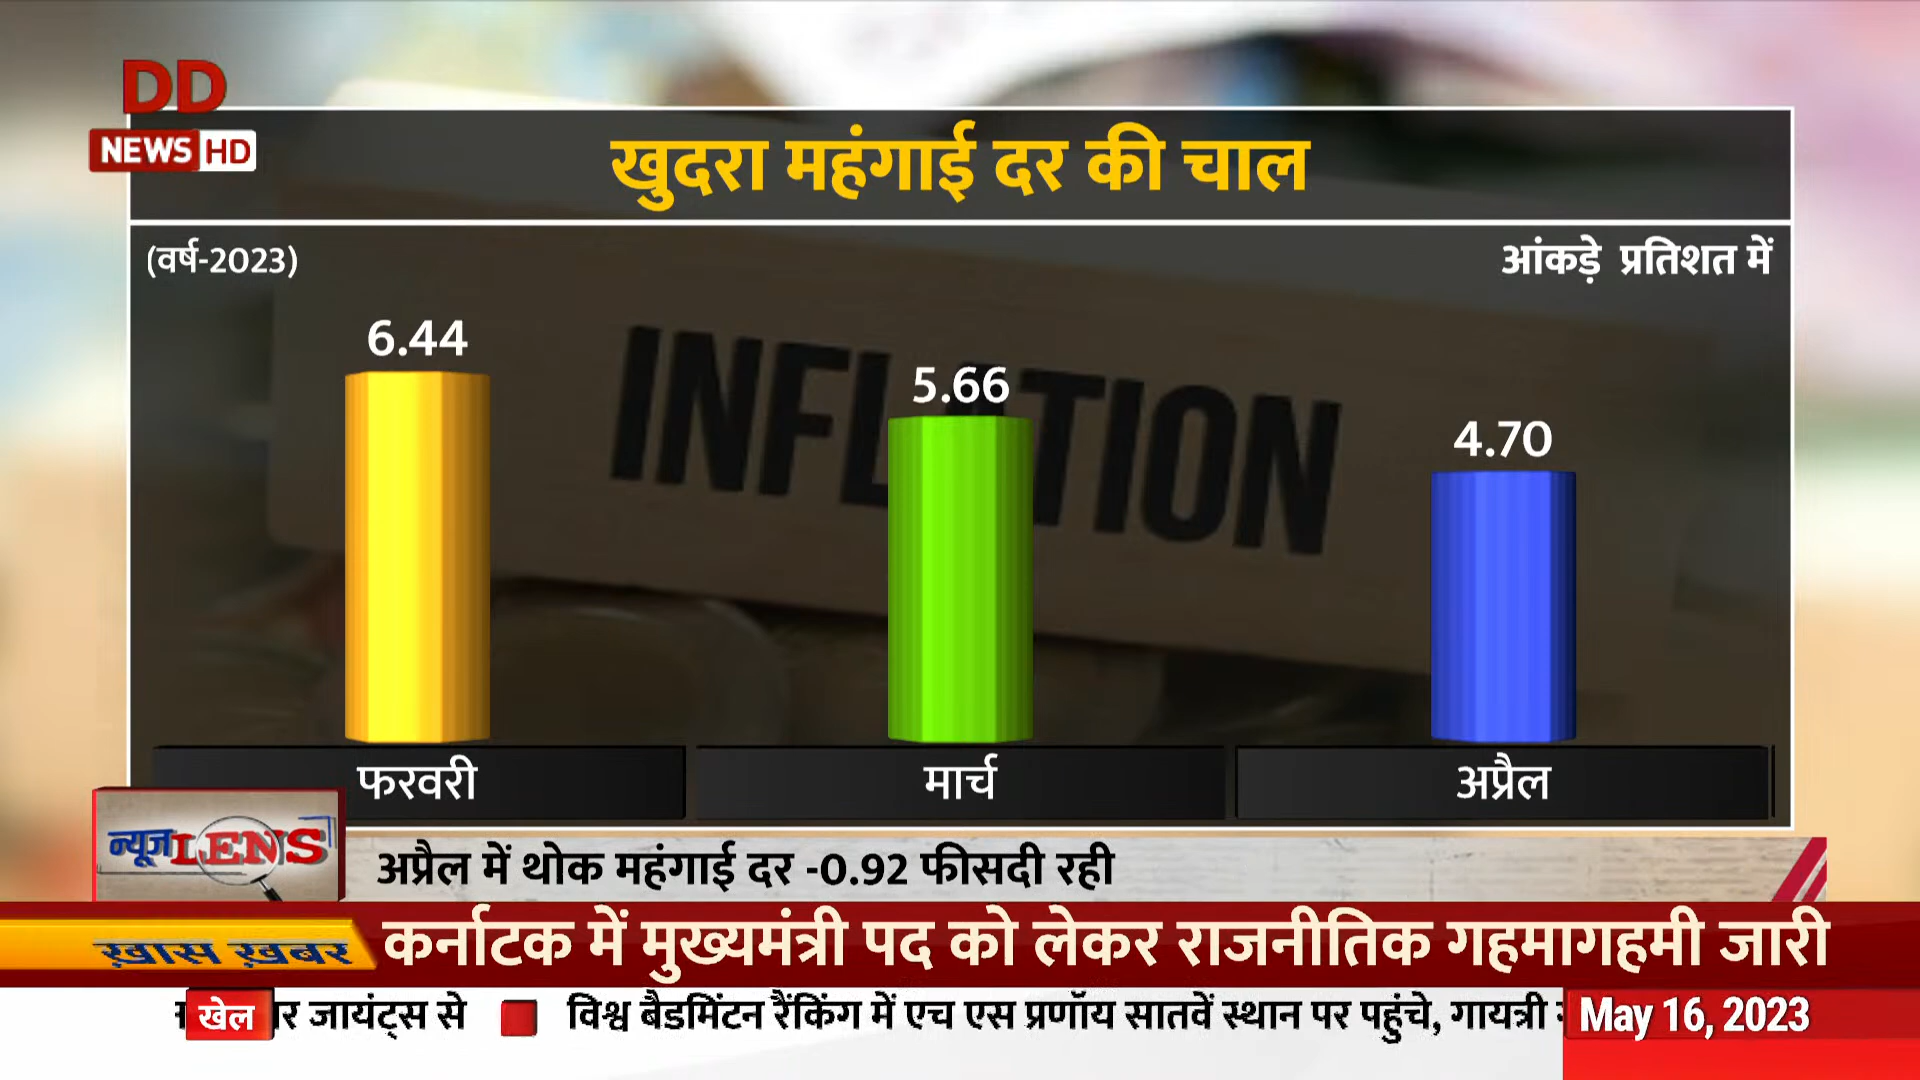 DD
NEWS HD
खुदरा महंगाई दर की चाल
(वर्ष-2023)
आंकड़े प्रतिशत में
6.44
5.66
4.70
INFLATION
फरवरी
मार्च
अप्रैल
न्यूज LENS
अप्रैल में थोक महंगाई दर -0.92 फीसदी रही
ख़ास ख़बर
कर्नाटक में मुख्यमंत्री पद को लेकर राजनीतिक गहमागहमी जारी
खेल
जायंट्स से
विश्व बैडमिंटन रैंकिंग में एच एस प्रणॉय सातवें स्थान पर पहुंचे, गायत्री
May 16, 2023